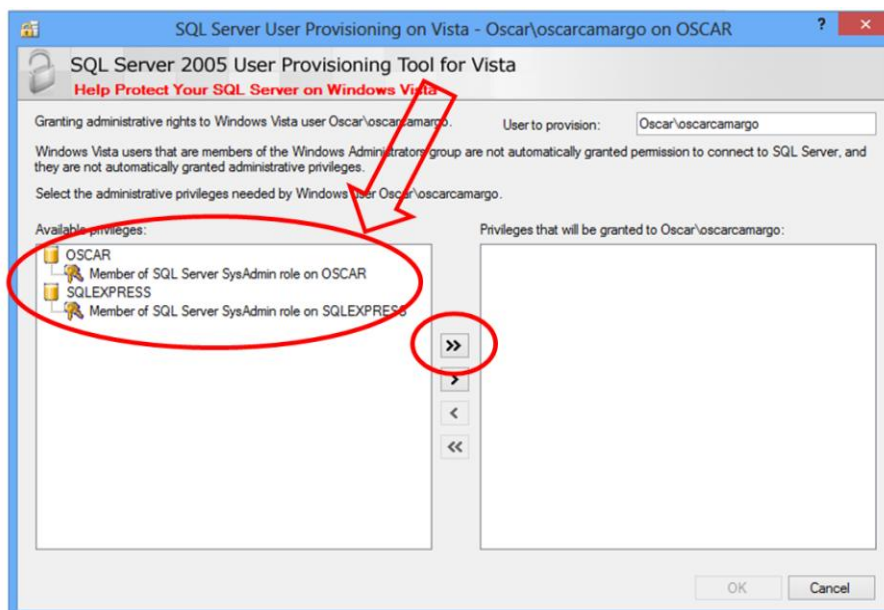 SQL Server User Provisioning on Vista - Oscar\oscarcamargo on OSCAR
?
×
SQL Server 2005 User Provisioning Tool for Vista
Help Protect Your SQL Server on Windows Vista
Granting administrative rights to Windows Vista user Oscar\oscarcamargo.
User to provision:
Oscar\oscarcamargo
Windows Vista users that are members of the Windows Administrators group are not automatically granted permission to connect to SQL Server, and
they are not automatically granted administrative privileges.
Select the administrative privileges needed by Windows user Oscar\oscarcamargo.
Available privileges:
OSCAR
Member of SQL Server SysAdmin role on OSCAR
SQLEXPRESS
Member of SQL Server SysAdmin role on SQLEXPRESS
>>
>
<
<<
Privileges that will be granted to Oscar\oscarcamargo:
OK
Cancel